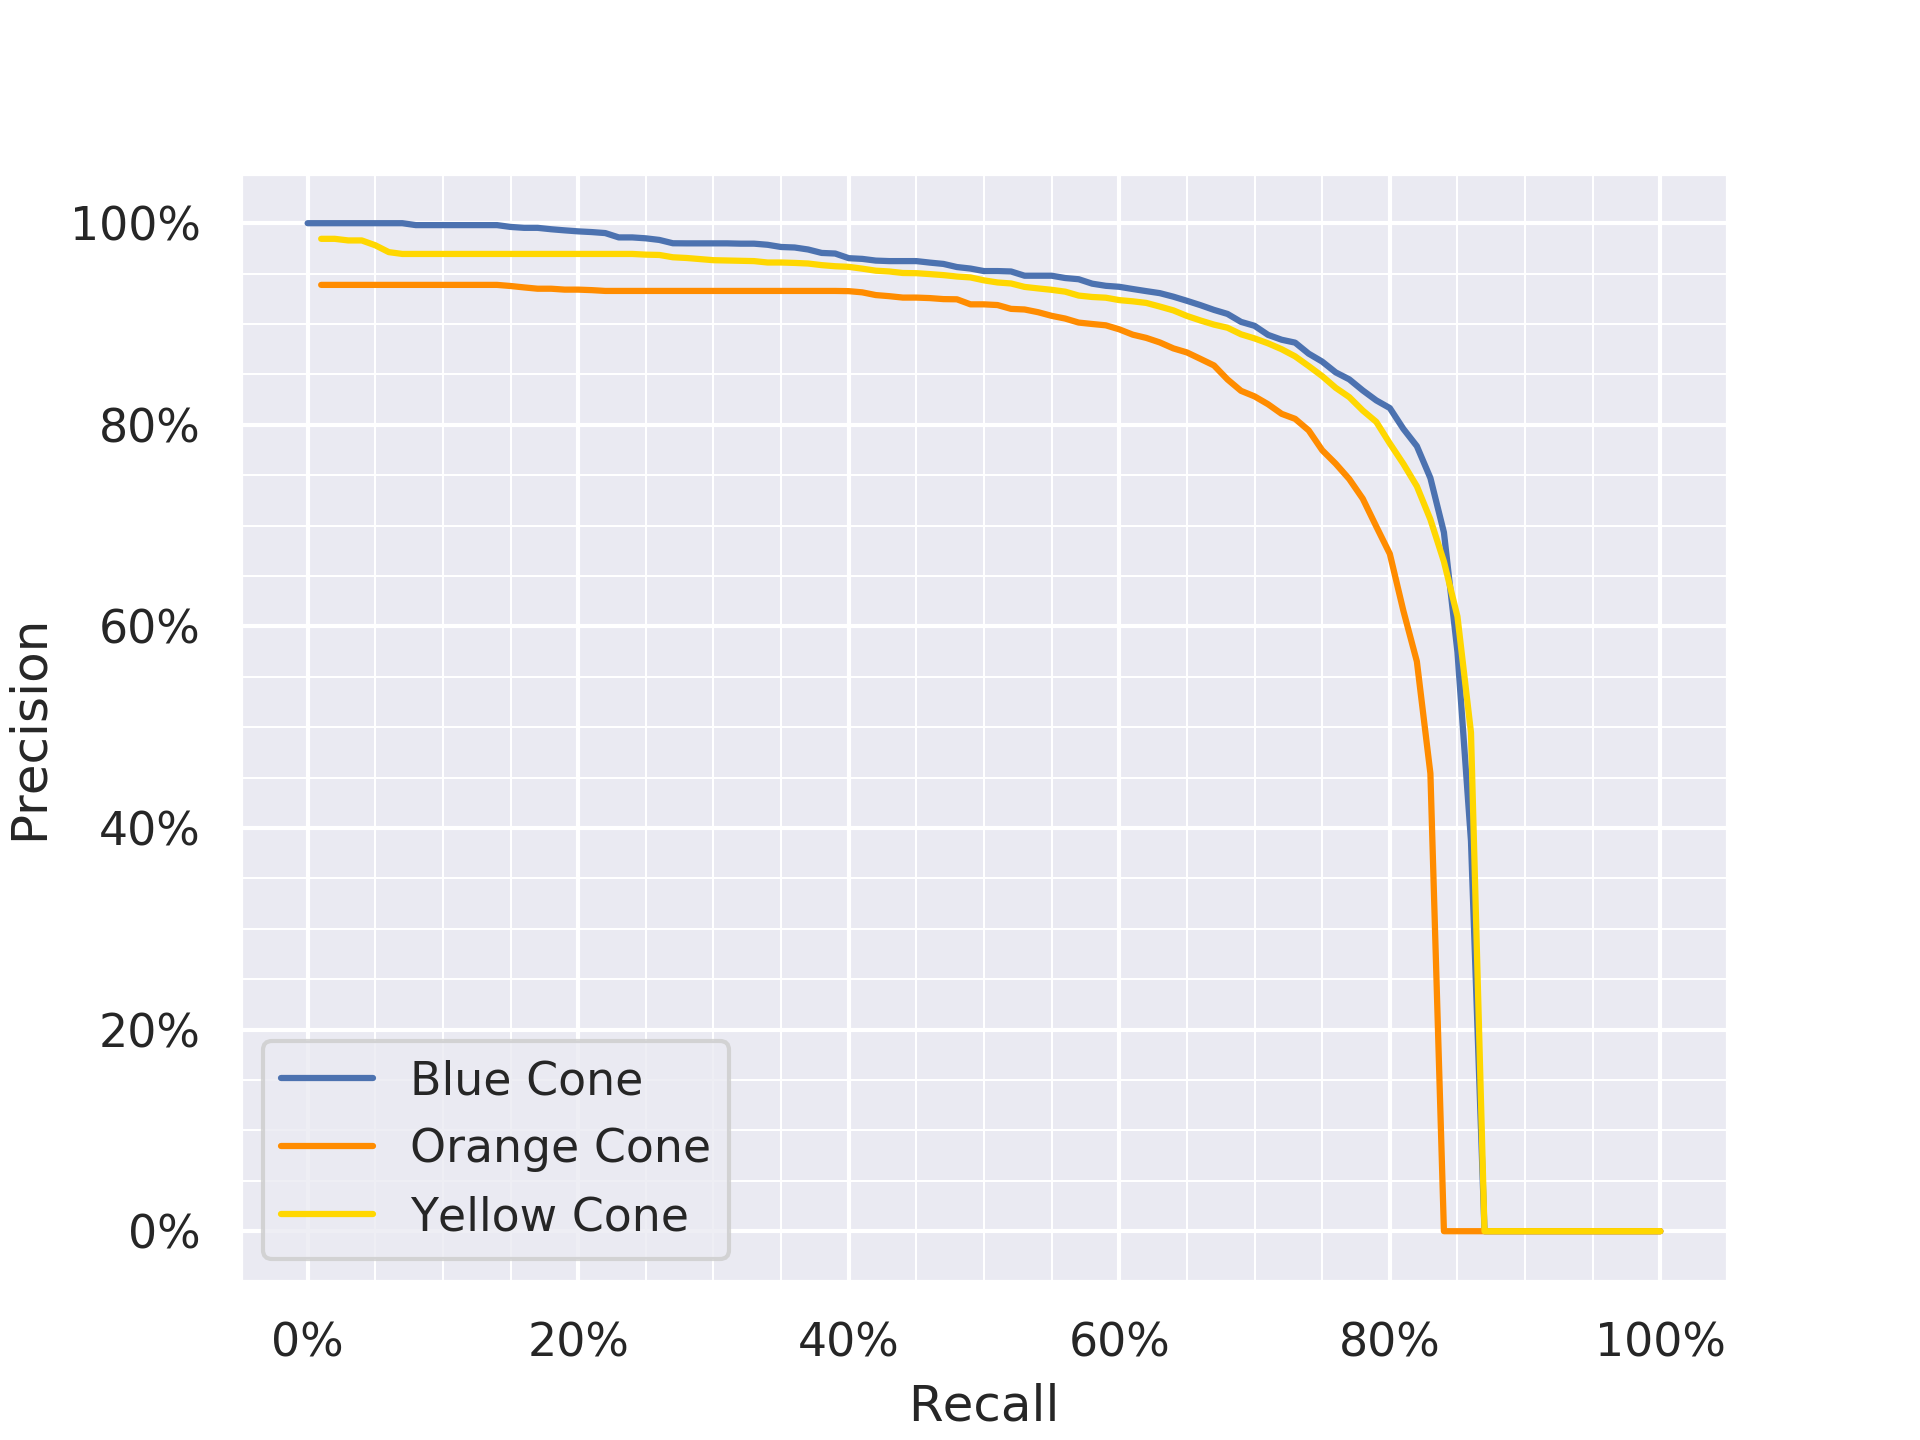 100%
80%
60%
40%
20%
0%
Precision
Blue Cone
Orange Cone
Yellow Cone
0% 20% 40% 60% 80% 100%
Recall